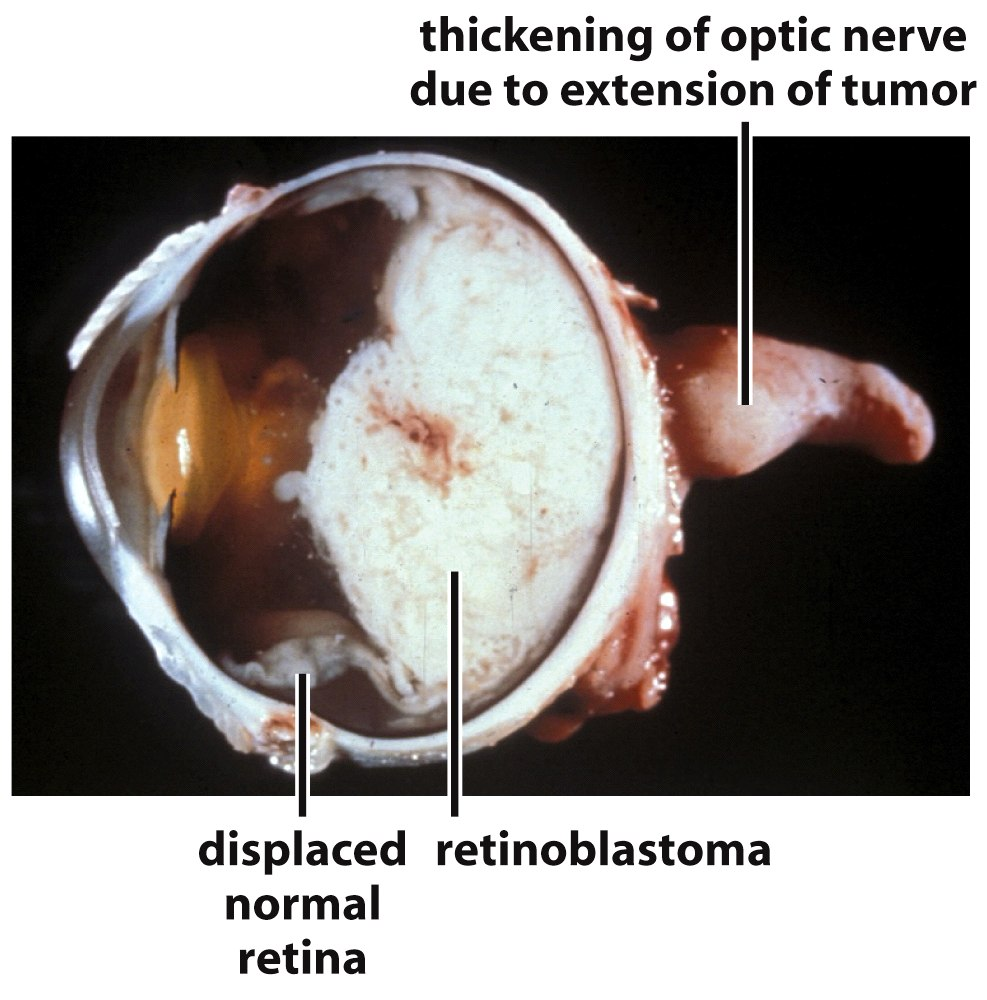 thickening of optic nerve
due to extension of tumor
displaced
normal
retina
retinoblastoma